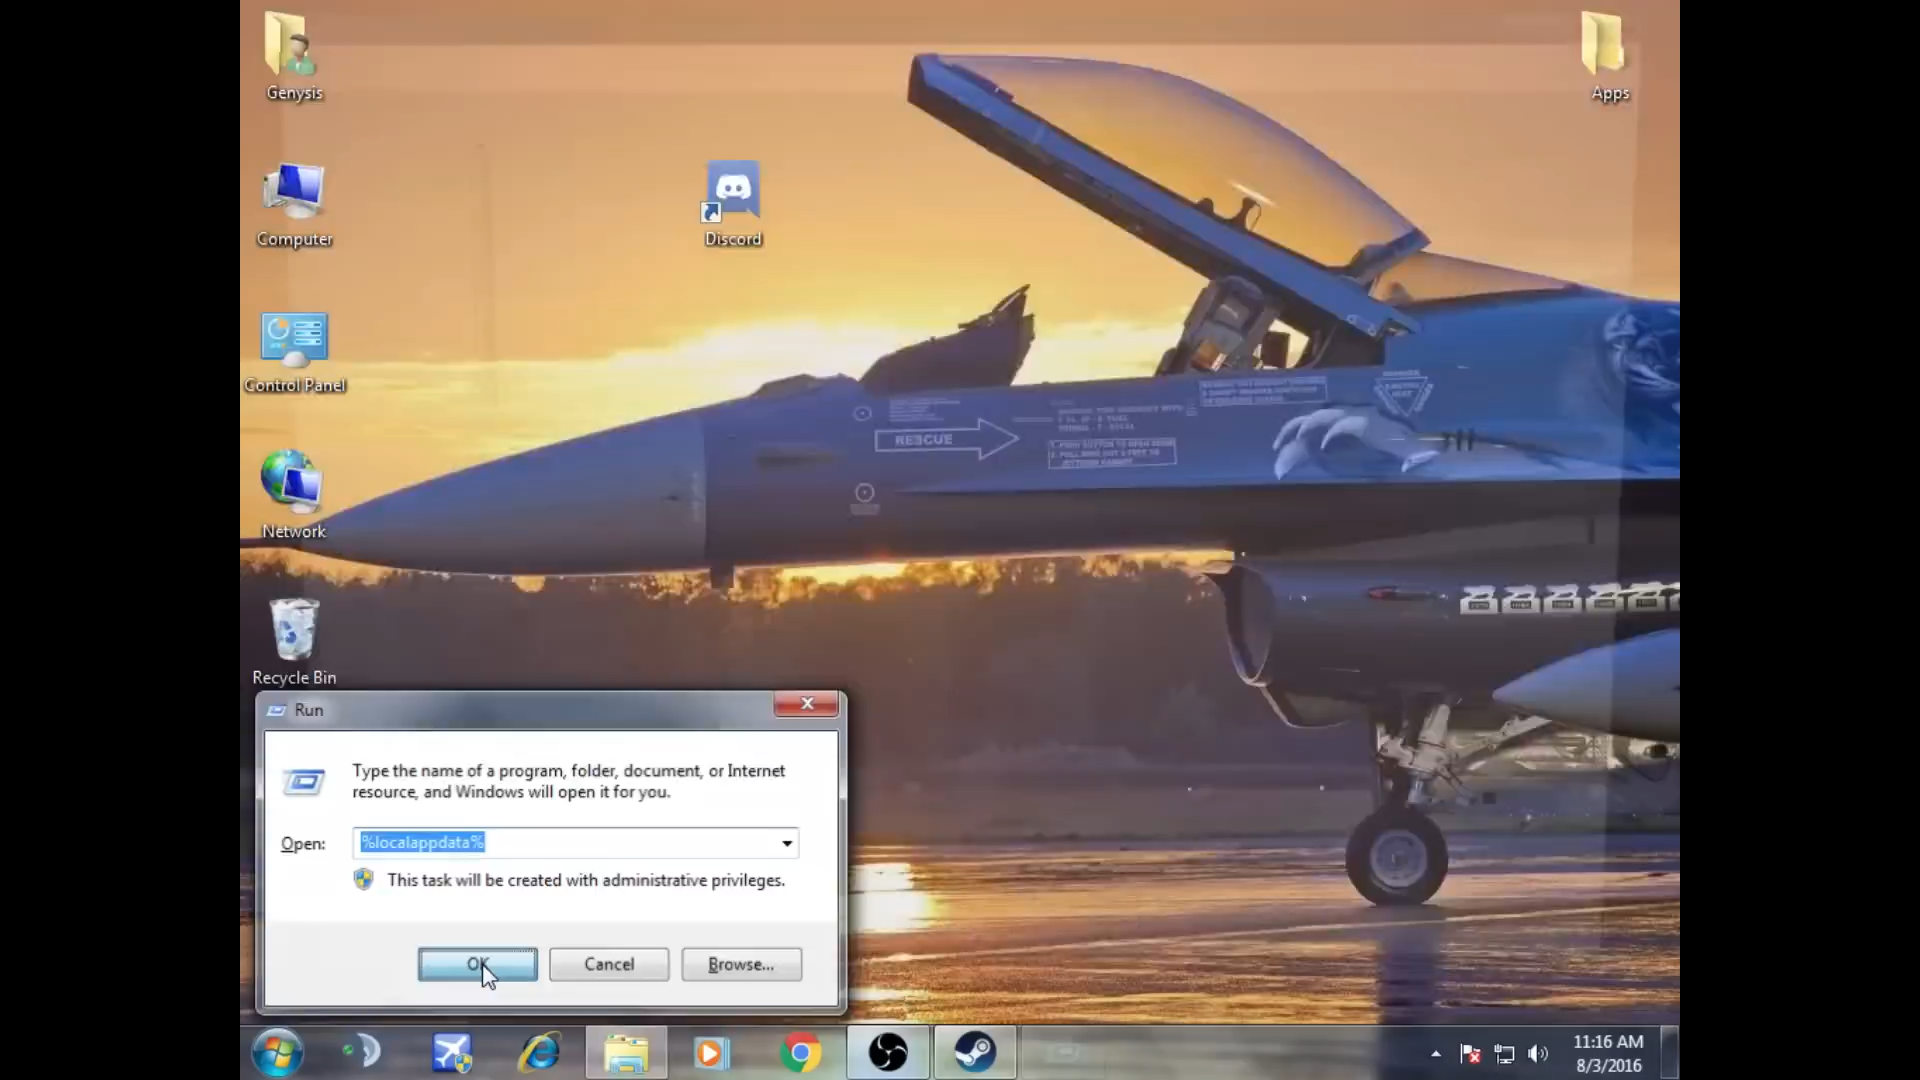 Genysis
Apps
Computer
Discord
Control Panel
RESCUE
Network
Recycle Bin
Run
Type the name of a program, folder, document, or Internet
resource, and Windows will open it for you.
Open:
%localappdata%
This task will be created with administrative privileges.
OK
Cancel
Browse...
11:16 AM
8/3/2016